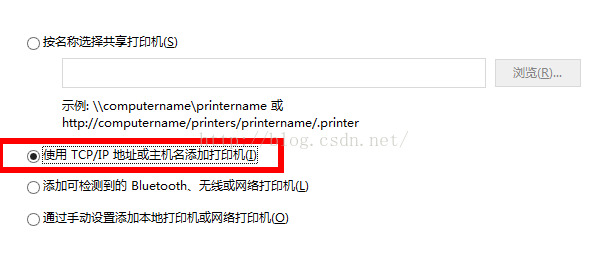 按名称选择共享打印机(S)
浏览(R)...
示例: \\computername\printername 或
http://computername/printers/printername/.printer
http://blog.csdn.net/
使用 TCP/IP 地址或主机名添加打印机(I)
添加可检测到的 Bluetooth、无线或网络打印机(L)
通过手动设置添加本地打印机或网络打印机(O)